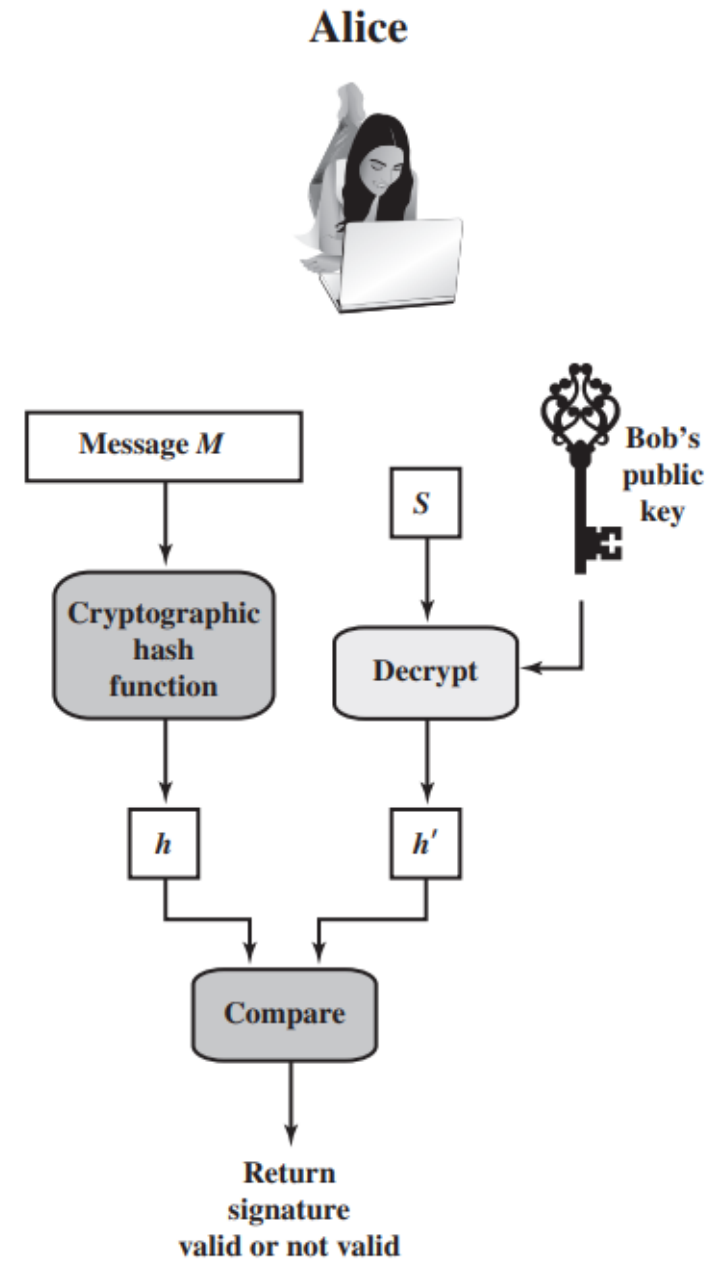 Alice
Message M
Bob's
public
key
S
Cryptographic
hash
function
Decrypt
h
h′
Compare
Return
signature
valid or not valid